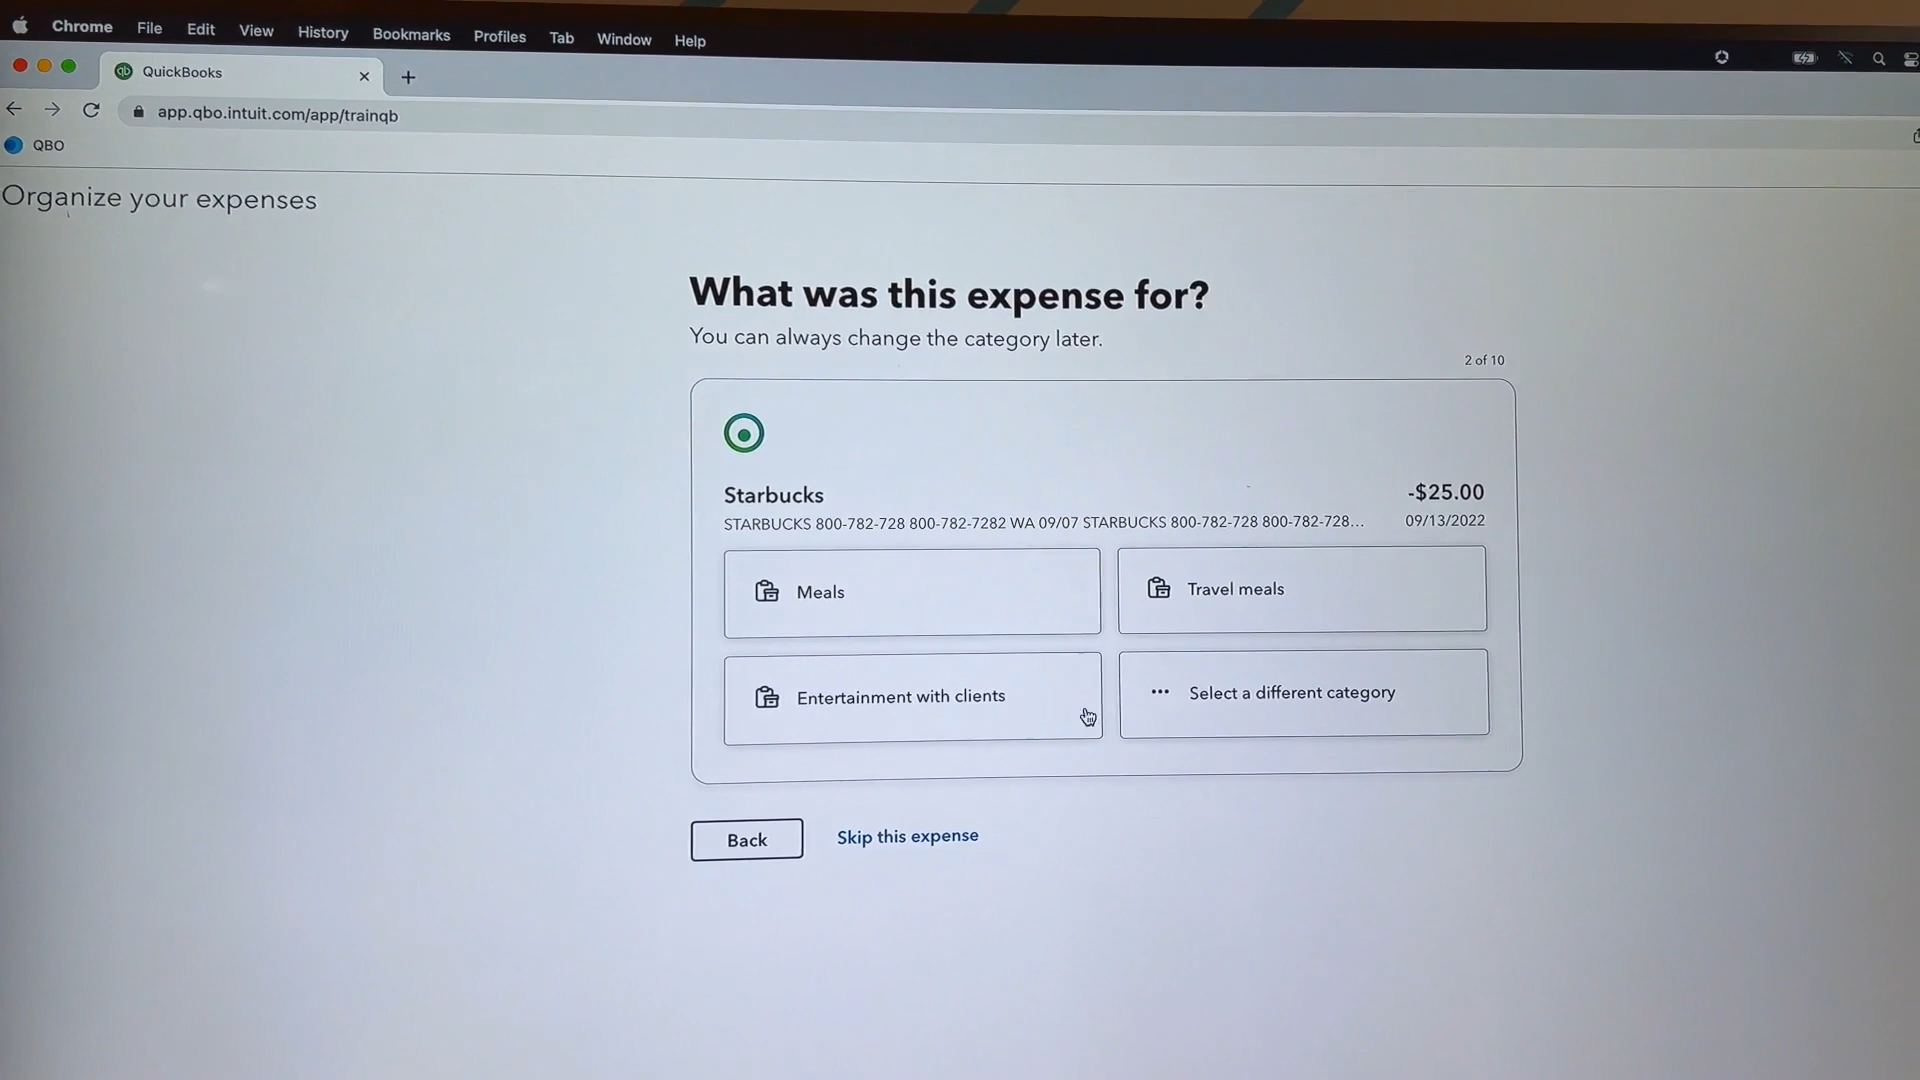 Chrome File Edit View History Bookmarks Profiles Tab Window Help
qb QuickBooks
app.qbo.intuit.com/app/trainqb
QBO
Organize your expenses
What was this expense for?
You can always change the category later.
2 of 10
Starbucks -$25.00
STARBUCKS 800-782-728 800-782-7282 WA 09/07 STARBUCKS 800-782-728 800-782-728... 09/13/2022
Meals Travel meals
Entertainment with clients Select a different category
Back Skip this expense